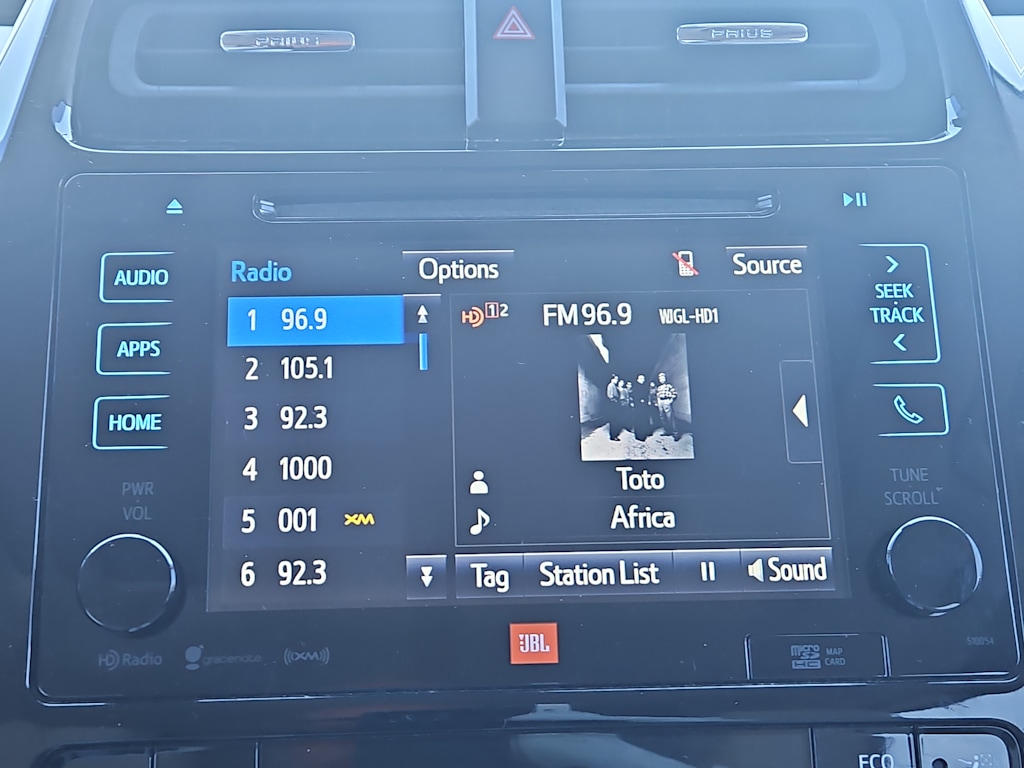 PRIUS
PRIUS
AUDIO
APPS
HOME
PWR
VOL
Radio
Options
Source
1 96.9
2 105.1
3 92.3
4 1000
5 001 XM
6 92.3
HD 1 2
FM 96.9 WJGL-HD1
Toto
Africa
Tag
Station List
Sound
SEEK
TRACK
TUNE
SCROLL
HD Radio
gracenote
((XM))
JBL
micro SD HC
MAP
CARD
510054
ECO